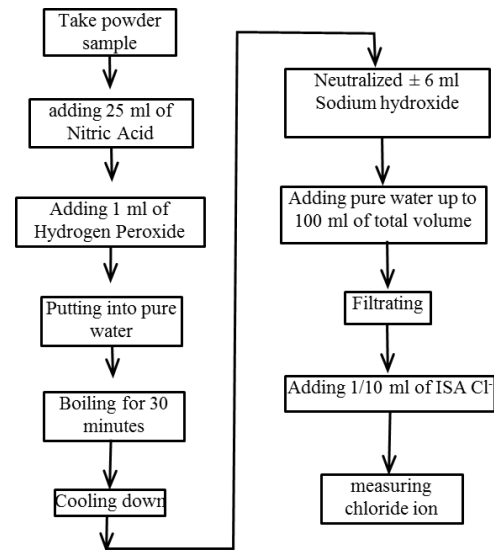 Take powder
sample
adding 25 ml of
Nitric Acid
Adding 1 ml of
Hydrogen Peroxide
Putting into pure
water
Boiling for 30
minutes
Cooling down
Neutralized ± 6 ml
Sodium hydroxide
Adding pure water up to
100 ml of total volume
Filtrating
Adding 1/10 ml of ISA Cl⁻
measuring
chloride ion